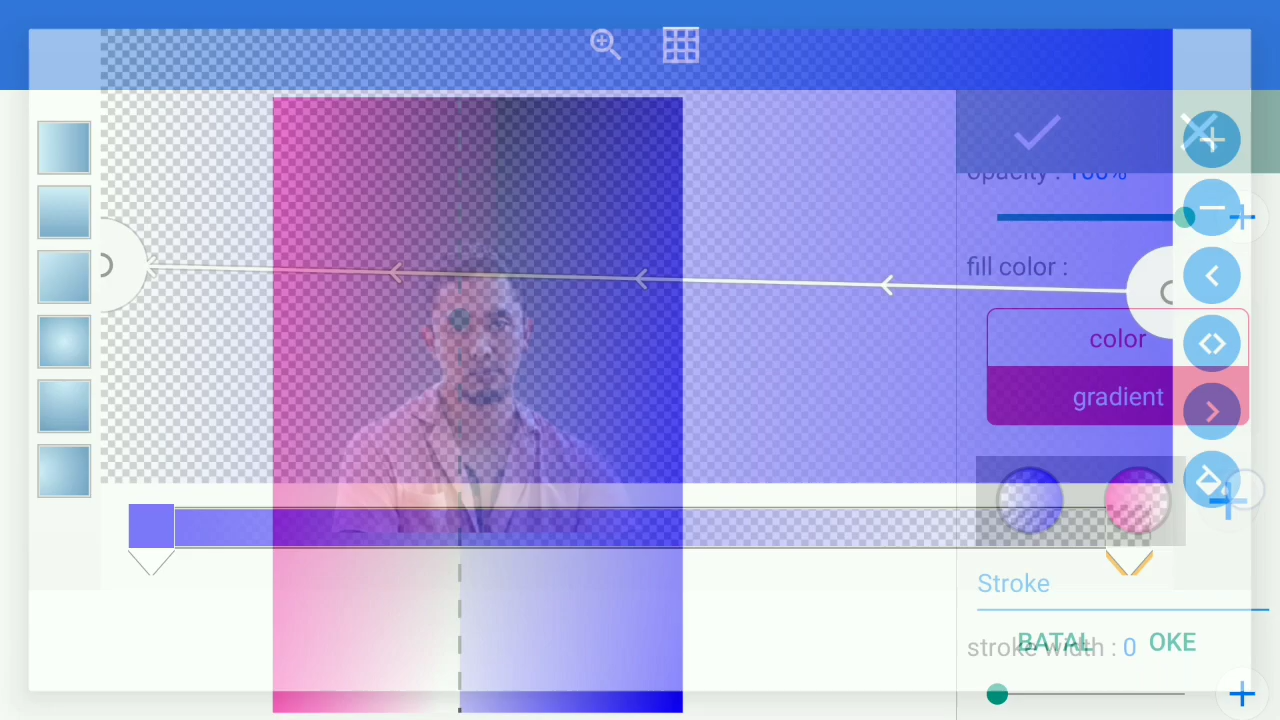 opacity : 100%
fill color :
color
gradient
Stroke
stroke width : 0
BATAL
OKE